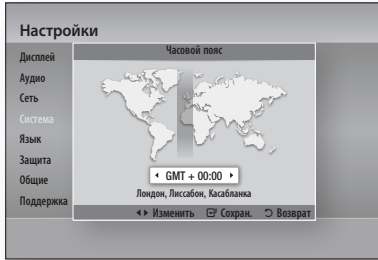 Настройки
Часовой пояс
Дисплей
Аудио
Сеть
Система
Язык
Защита
Общие
Поддержка
GMT + 00:00
Лондон, Лиссабон, Касабланка
Изменить Сохран. Возврат